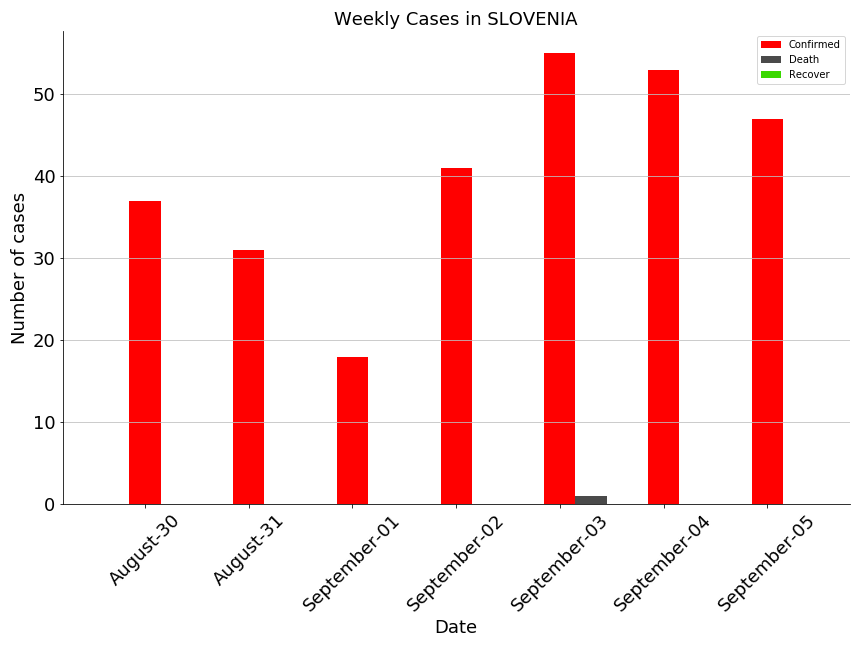 Weekly Cases in SLOVENIA
Confirmed
Death
Recover
Number of cases
50
40
30
20
10
0
August-30
August-31
September-01
September-02
September-03
September-04
September-05
Date